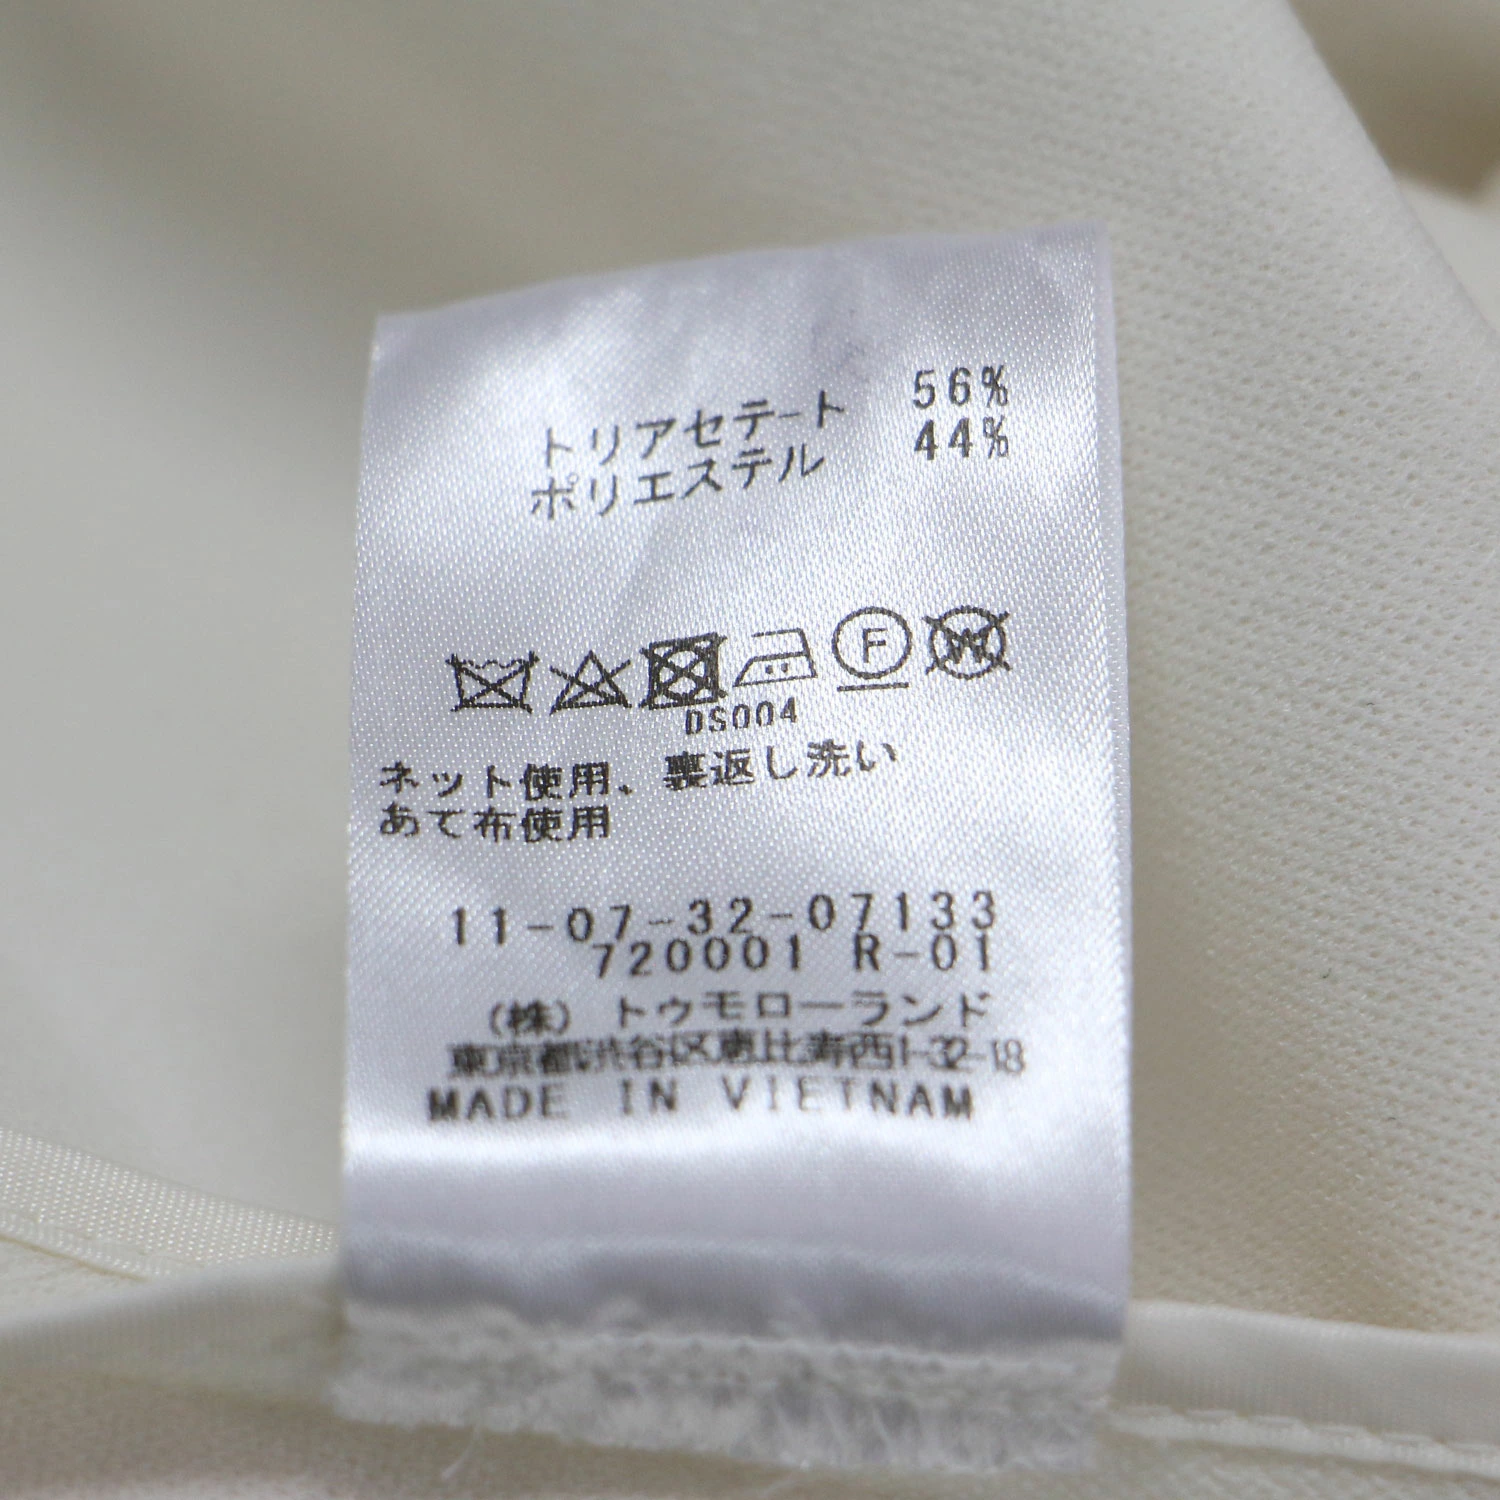 トリアセテート 56%
ポリエステル 44%
F W
DS004
ネット使用、裏返し洗い
あて布使用
11-07-32-07133
720001 R-01
(株)トゥモローランド
東京都渋谷区恵比寿西1-32-18
MADE IN VIETNAM